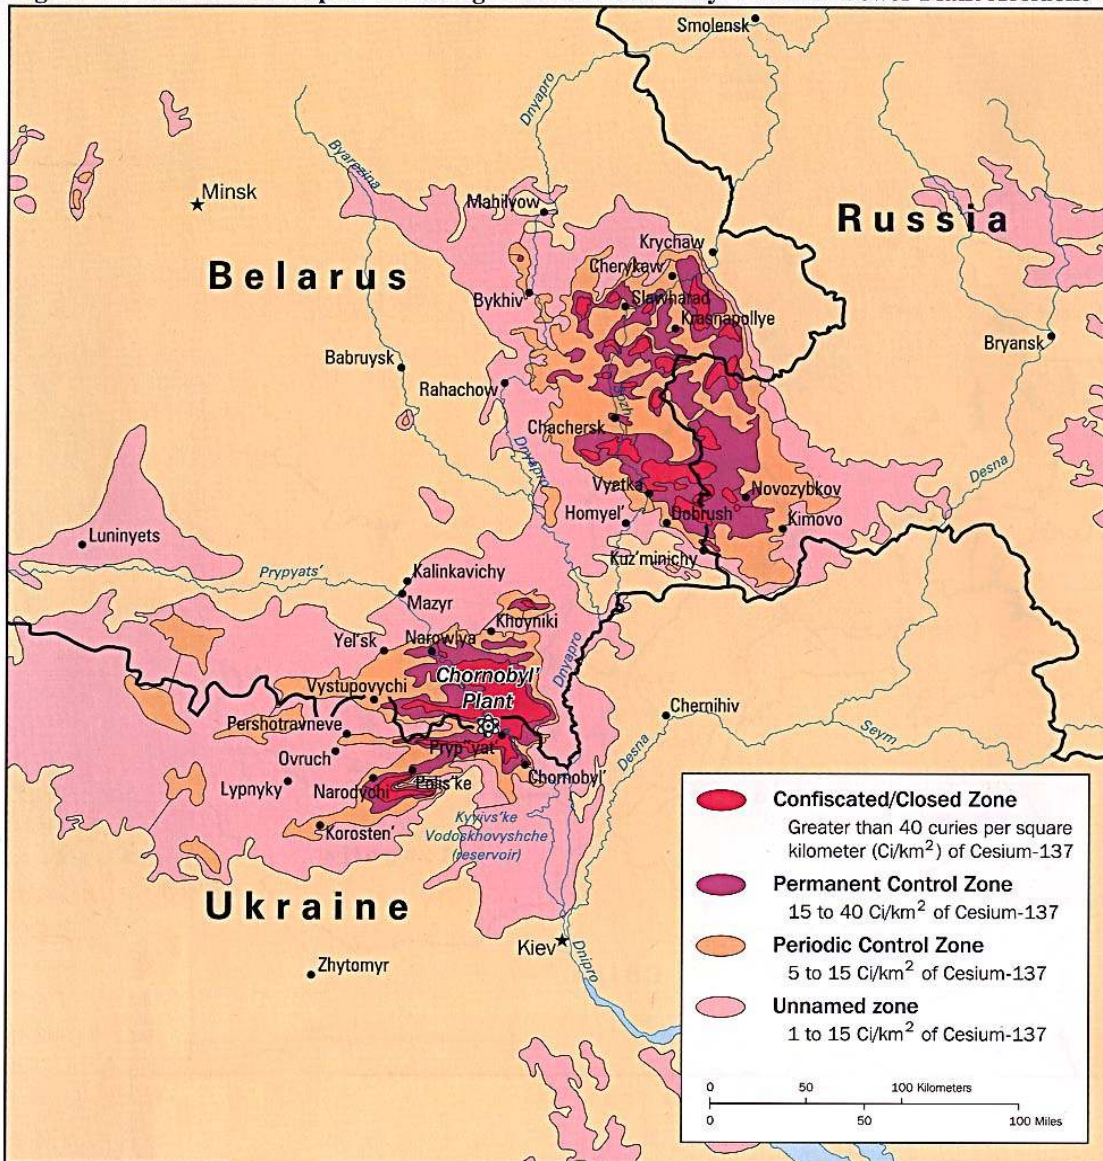 Smolensk
Dnyapro
Byarezina
Minsk
Mahilyow
Russia
Krychaw
Belarus
Cherykaw
Bykhiv
Slawharad
Krasnapollye
Bryansk
Babruysk
Rahachow
Sozh
Chachersk
Dnyapro
Desna
Vyetka
Novozybkov
Homyel'
Dobrush
Kimovo
Luninyets
Kuz'minichy
Prypyats'
Kalinkavichy
Mazyr
Khoyniki
Yel'sk
Narowlya
Dnyapro
Chornobyl'
Plant
Vystupovychi
Chernihiv
Pershotravneve
Seym
Desna
Pryp"yat'
Ovruch
Chornobyl'
Lypnyky
Narodychi
Polis'ke
Kyyivs'ke
Vodoskhovyshche
(reservoir)
Korosten'
Ukraine
Kiev
Dnipro
Zhytomyr
Confiscated/Closed Zone
Greater than 40 curies per square
kilometer (Ci/km²) of Cesium-137
Permanent Control Zone
15 to 40 Ci/km² of Cesium-137
Periodic Control Zone
5 to 15 Ci/km² of Cesium-137
Unnamed zone
1 to 15 Ci/km² of Cesium-137
0 50 100 Kilometers
0 50 100 Miles